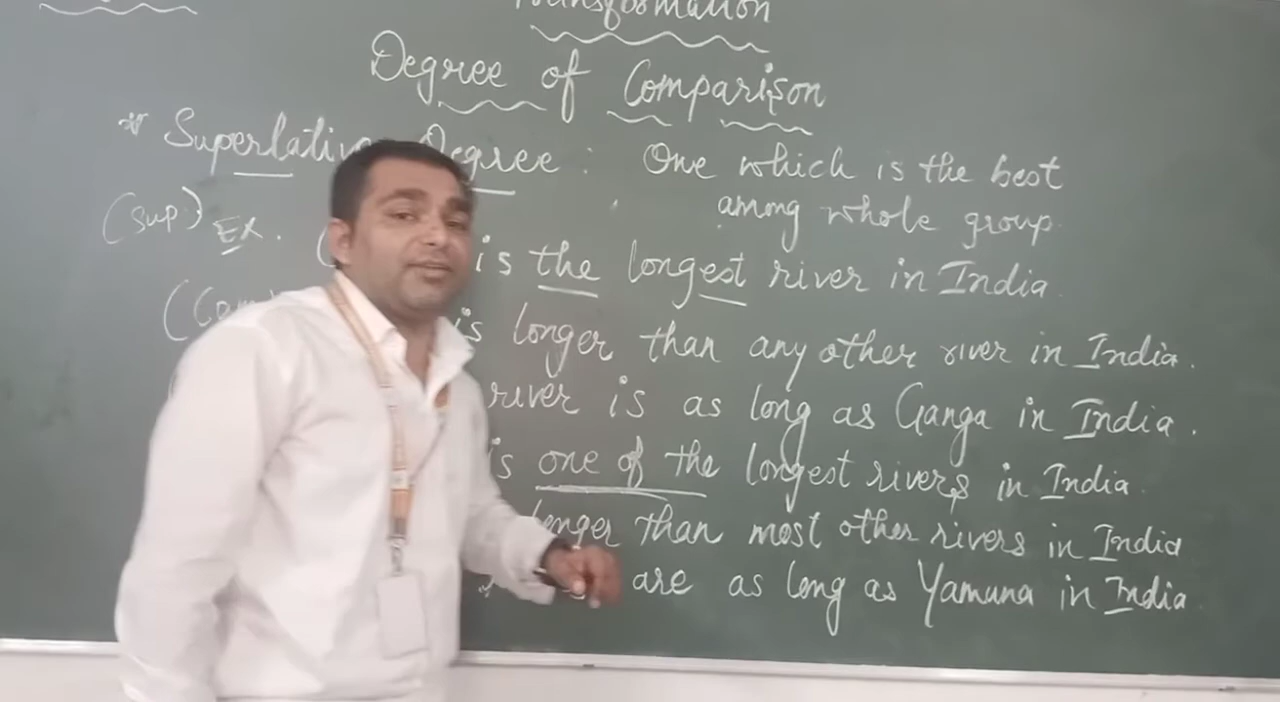 Transformation
Degree of Comparison
* Superlative Degree : One which is the best
among whole group.
(Sup) Ex. ( is the longest river in India.
(Com is longer than any other river in India.
river is as long as Ganga in India.
is one of the longest rivers in India.
longer than most other rivers in India
are as long as Yamuna in India